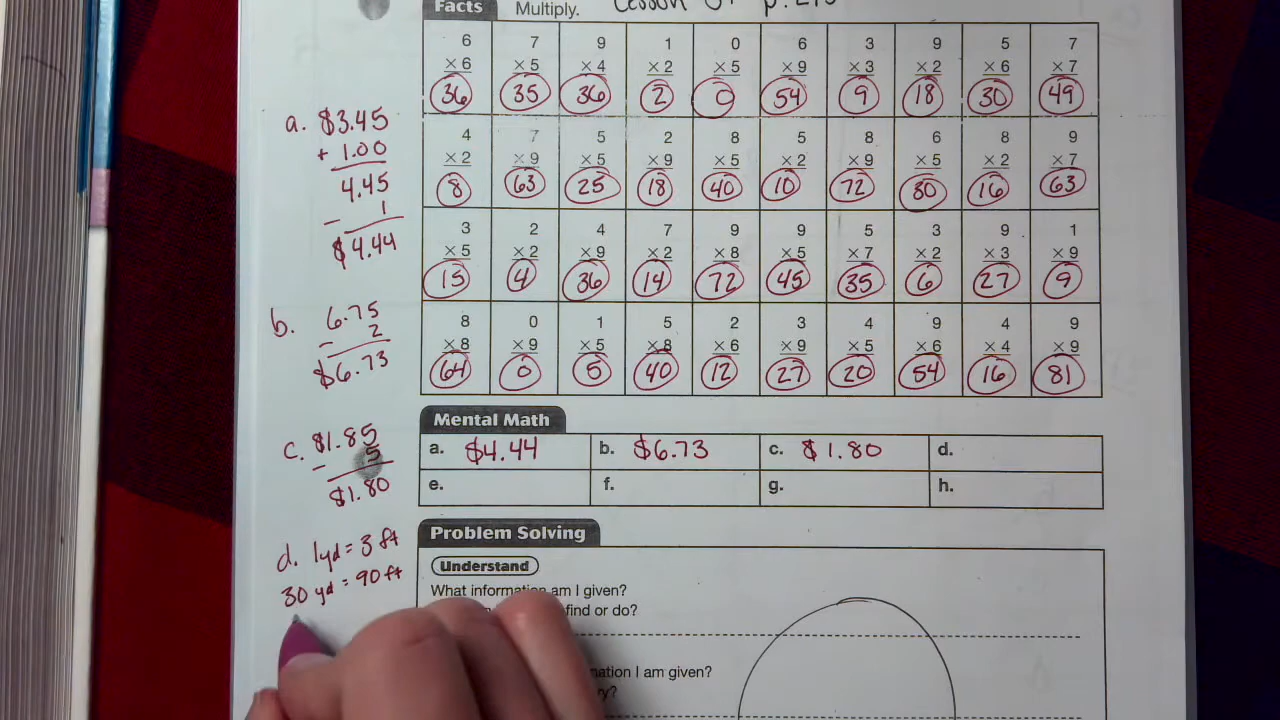 Facts Multiply. Lesson
6 7 9 1 0 6 3 9 5 7
× 6 × 5 × 4 × 2 × 5 × 9 × 3 × 2 × 6 × 7
36 35 36 2 0 54 9 18 30 49
4 7 5 2 8 5 8 6 8 9
× 2 × 9 × 5 × 9 × 5 × 2 × 9 × 5 × 2 × 7
8 63 25 18 40 10 72 30 16 63
3 2 4 7 9 9 5 3 9 1
× 5 × 2 × 9 × 2 × 8 × 5 × 7 × 2 × 3 × 9
15 4 36 14 72 45 35 6 27 9
8 0 1 5 2 3 4 9 4 9
× 8 × 9 × 5 × 8 × 6 × 9 × 5 × 6 × 4 × 9
64 0 5 40 12 27 20 54 16 81
a. $3.45
+ 1.00
4.45
- 1
$4.44
b. 6.75
- 2
$6.73
c. $1.85
- 5
$1.80
d. 1yd = 3 ft
30 yd = 90 ft
Mental Math
a. $4.44 b. $6.73 c. $1.80 d.
e. f. g. h.
Problem Solving
Understand
What information am I given?
find or do?
mation I am given?
ry?